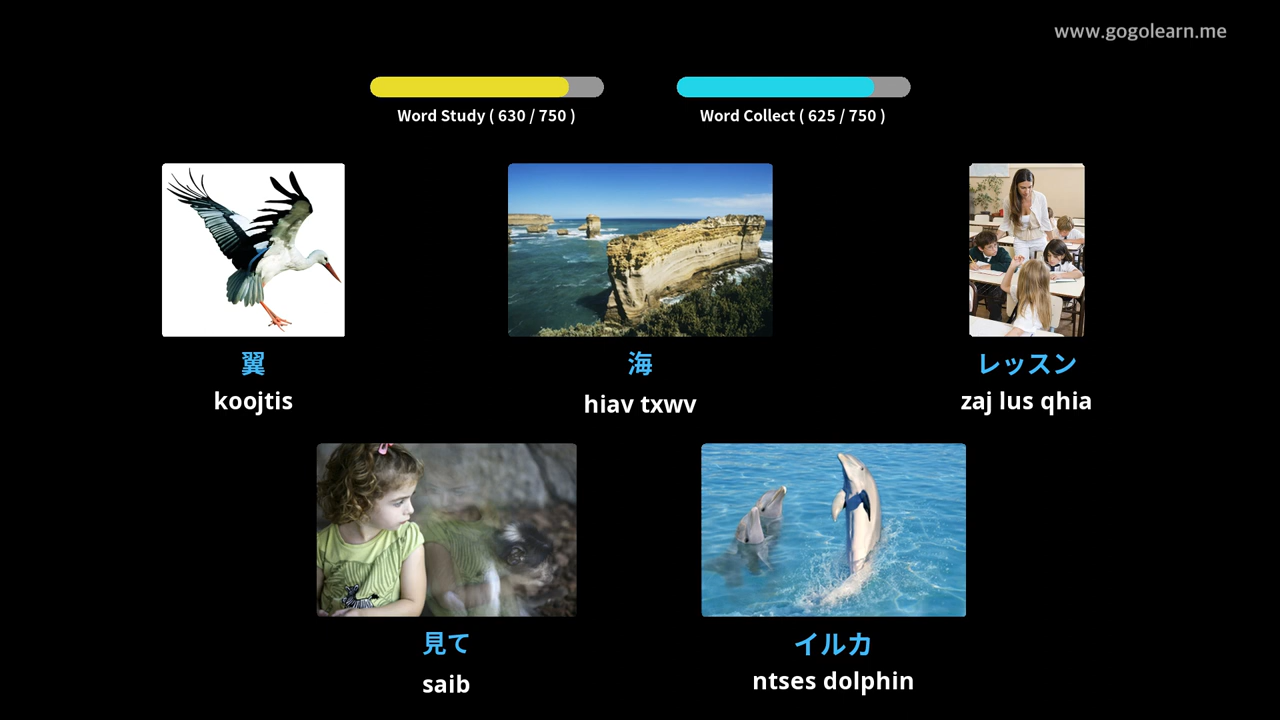 www.gogolearn.me
Word Study ( 630 / 750 )
Word Collect ( 625 / 750 )
翼
koojtis
海
hiav txwv
レッスン
zaj lus qhia
見て
saib
イルカ
ntses dolphin